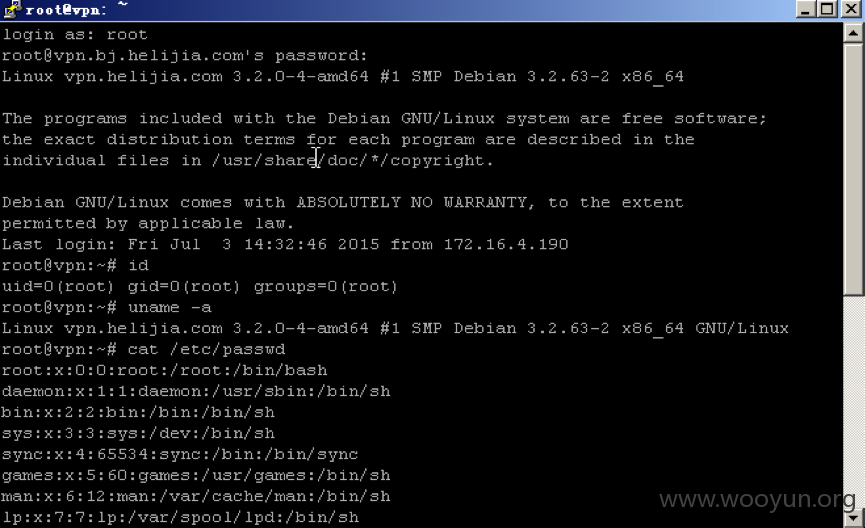 root@vpn: ~
login as: root
root@vpn.bj.helijia.com's password:
Linux vpn.helijia.com 3.2.0-4-amd64 #1 SMP Debian 3.2.63-2 x86_64
The programs included with the Debian GNU/Linux system are free software;
the exact distribution terms for each program are described in the
individual files in /usr/share/doc/*/copyright.
Debian GNU/Linux comes with ABSOLUTELY NO WARRANTY, to the extent
permitted by applicable law.
Last login: Fri Jul  3 14:32:46 2015 from 172.16.4.190
root@vpn:~# id
uid=0(root) gid=0(root) groups=0(root)
root@vpn:~# uname -a
Linux vpn.helijia.com 3.2.0-4-amd64 #1 SMP Debian 3.2.63-2 x86_64 GNU/Linux
root@vpn:~# cat /etc/passwd
root:x:0:0:root:/root:/bin/bash
daemon:x:1:1:daemon:/usr/sbin:/bin/sh
bin:x:2:2:bin:/bin:/bin/sh
sys:x:3:3:sys:/dev:/bin/sh
sync:x:4:65534:sync:/bin:/bin/sync
games:x:5:60:games:/usr/games:/bin/sh
man:x:6:12:man:/var/cache/man:/bin/sh
lp:x:7:7:lp:/var/spool/lpd:/bin/sh
www.wooyun.org